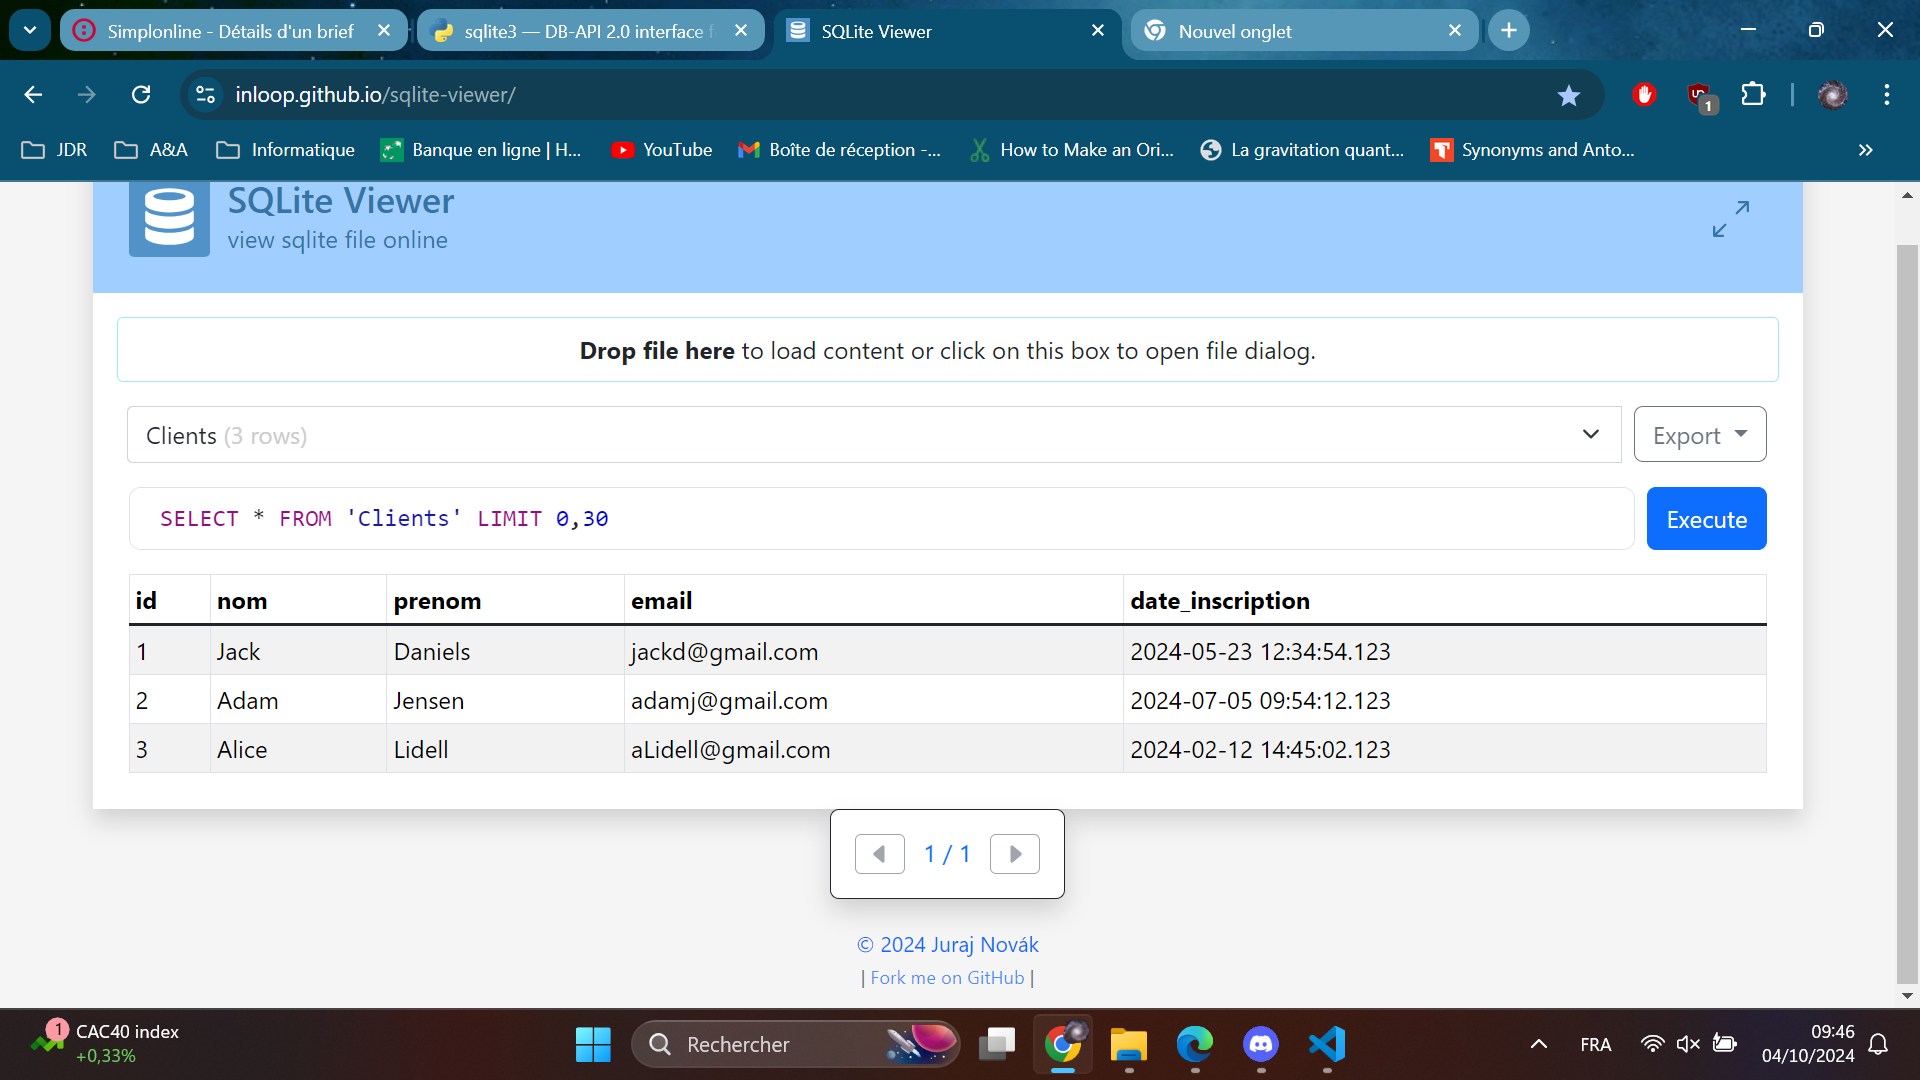 Simplonline - Détails d'un brief
sqlite3 — DB-API 2.0 interface f
SQLite Viewer
Nouvel onglet
inloop.github.io/sqlite-viewer/
1
JDR
A&A
Informatique
Banque en ligne | H...
YouTube
Boîte de réception -...
How to Make an Ori...
La gravitation quant...
Synonyms and Anto...
SQLite Viewer
view sqlite file online
Drop file here to load content or click on this box to open file dialog.
Clients (3 rows)
Export
SELECT * FROM 'Clients' LIMIT 0,30
Execute
id nom prenom email date_inscription
1 Jack Daniels jackd@gmail.com 2024-05-23 12:34:54.123
2 Adam Jensen adamj@gmail.com 2024-07-05 09:54:12.123
3 Alice Lidell aLidell@gmail.com 2024-02-12 14:45:02.123
1 / 1
© 2024 Juraj Novák
| Fork me on GitHub |
1
CAC40 index
+0,33%
Rechercher
FRA
09:46
04/10/2024